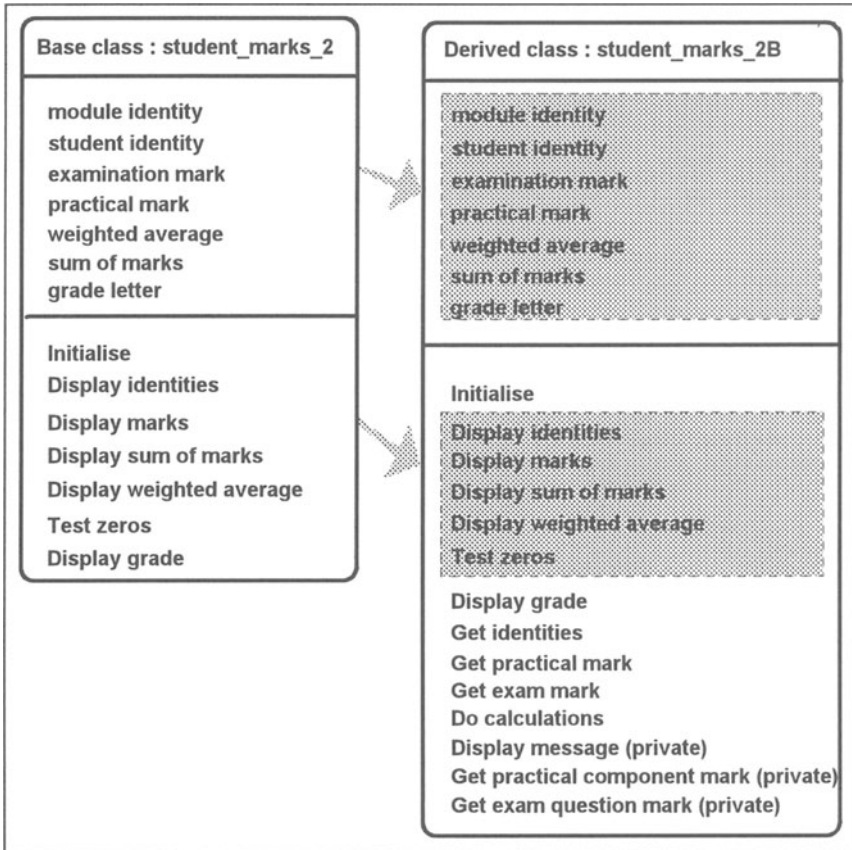 Base class : student_marks_2
module identity
student identity
examination mark
practical mark
weighted average
sum of marks
grade letter
Initialise
Display identities
Display marks
Display sum of marks
Display weighted average
Test zeros
Display grade
Derived class : student_marks_2B
module identity
student identity
examination mark
practical mark
weighted average
sum of marks
grade letter
Initialise
Display identities
Display marks
Display sum of marks
Display weighted average
Test zeros
Display grade
Get identities
Get practical mark
Get exam mark
Do calculations
Display message (private)
Get practical component mark (private)
Get exam question mark (private)